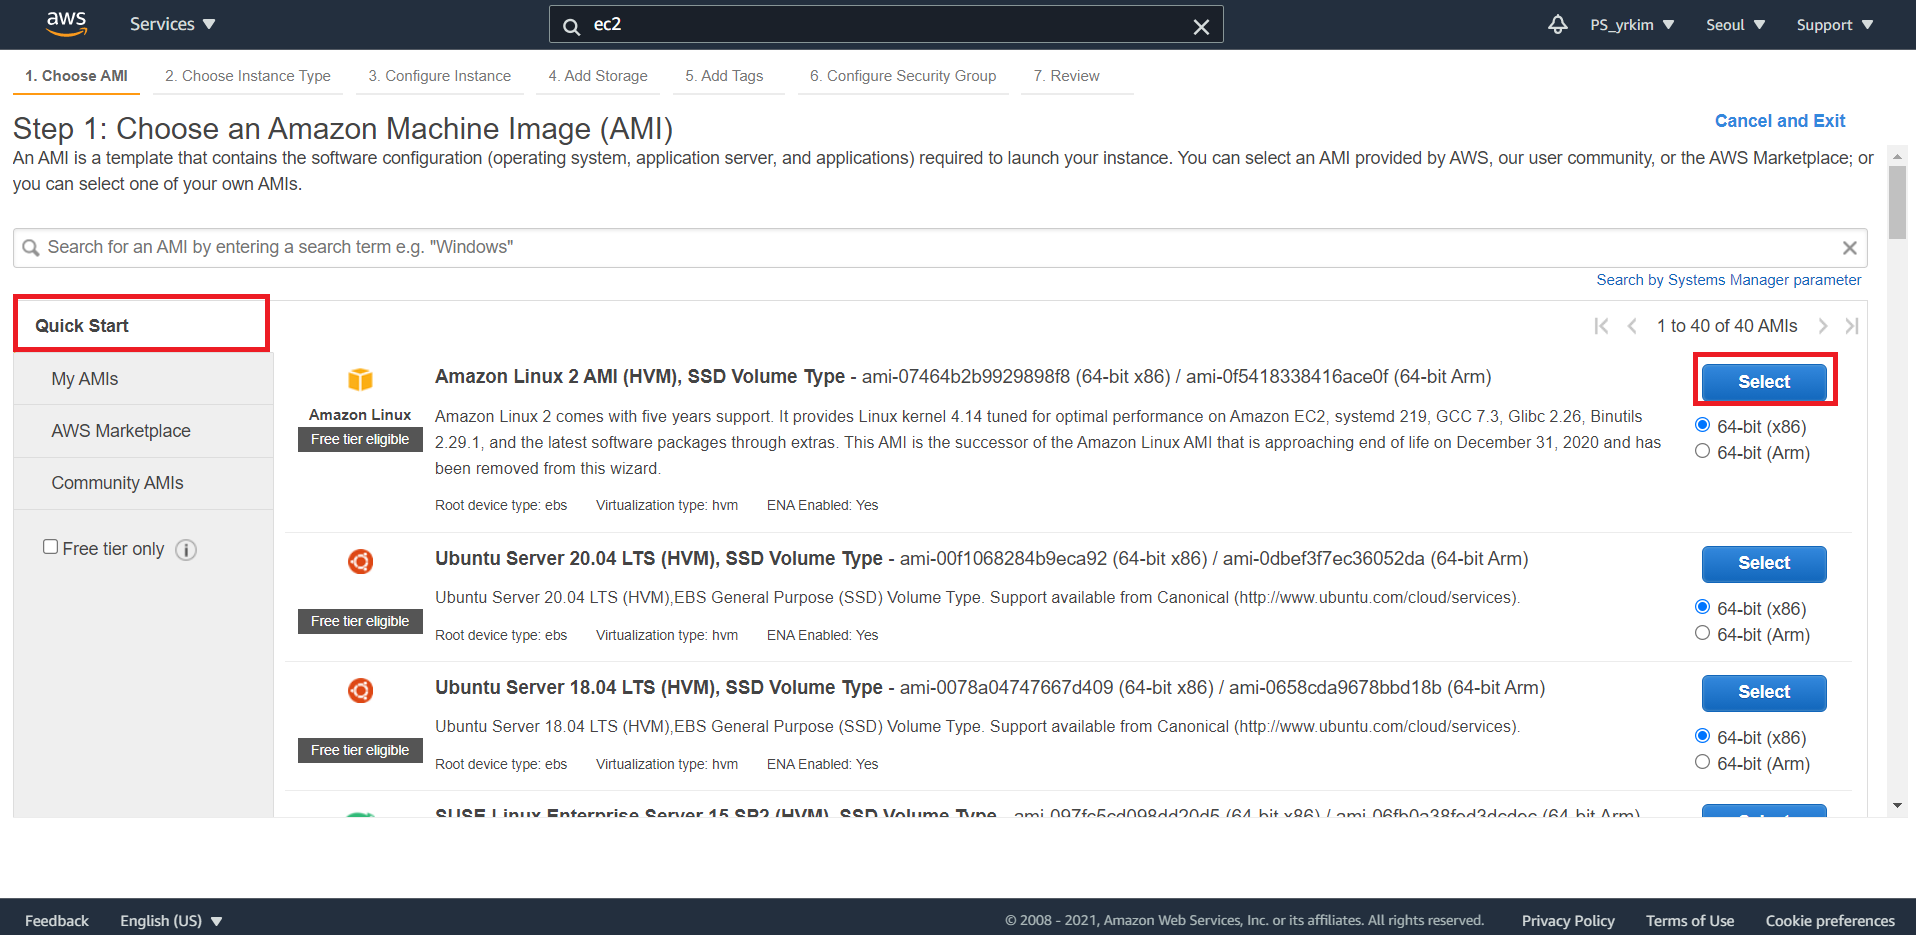 aws Services ec2 PS_yrkim Seoul Support
1. Choose AMI 2. Choose Instance Type 3. Configure Instance 4. Add Storage 5. Add Tags 6. Configure Security Group 7. Review
Step 1: Choose an Amazon Machine Image (AMI)
Cancel and Exit
An AMI is a template that contains the software configuration (operating system, application server, and applications) required to launch your instance. You can select an AMI provided by AWS, our user community, or the AWS Marketplace; or
you can select one of your own AMIs.
Search for an AMI by entering a search term e.g. "Windows"
Search by Systems Manager parameter
Quick Start
My AMIs
AWS Marketplace
Community AMIs
Free tier only
1 to 40 of 40 AMIs
Amazon Linux
Free tier eligible
Amazon Linux 2 AMI (HVM), SSD Volume Type - ami-07464b2b9929898f8 (64-bit x86) / ami-0f5418338416ace0f (64-bit Arm)
Amazon Linux 2 comes with five years support. It provides Linux kernel 4.14 tuned for optimal performance on Amazon EC2, systemd 219, GCC 7.3, Glibc 2.26, Binutils
2.29.1, and the latest software packages through extras. This AMI is the successor of the Amazon Linux AMI that is approaching end of life on December 31, 2020 and has
been removed from this wizard.
Root device type: ebs Virtualization type: hvm ENA Enabled: Yes
Select
64-bit (x86)
64-bit (Arm)
Free tier eligible
Ubuntu Server 20.04 LTS (HVM), SSD Volume Type - ami-00f1068284b9eca92 (64-bit x86) / ami-0dbef3f7ec36052da (64-bit Arm)
Ubuntu Server 20.04 LTS (HVM),EBS General Purpose (SSD) Volume Type. Support available from Canonical (http://www.ubuntu.com/cloud/services).
Root device type: ebs Virtualization type: hvm ENA Enabled: Yes
Select
64-bit (x86)
64-bit (Arm)
Free tier eligible
Ubuntu Server 18.04 LTS (HVM), SSD Volume Type - ami-0078a04747667d409 (64-bit x86) / ami-0658cda9678bbd18b (64-bit Arm)
Ubuntu Server 18.04 LTS (HVM),EBS General Purpose (SSD) Volume Type. Support available from Canonical (http://www.ubuntu.com/cloud/services).
Root device type: ebs Virtualization type: hvm ENA Enabled: Yes
Select
64-bit (x86)
64-bit (Arm)
SUSE Linux Enterprise Server 15 SP2 (HVM), SSD Volume Type - ami-097fc5cd098dd20d5 (64-bit x86) / (64-bit Arm)
Feedback English (US) © 2008 - 2021, Amazon Web Services, Inc. or its affiliates. All rights reserved. Privacy Policy Terms of Use Cookie preferences